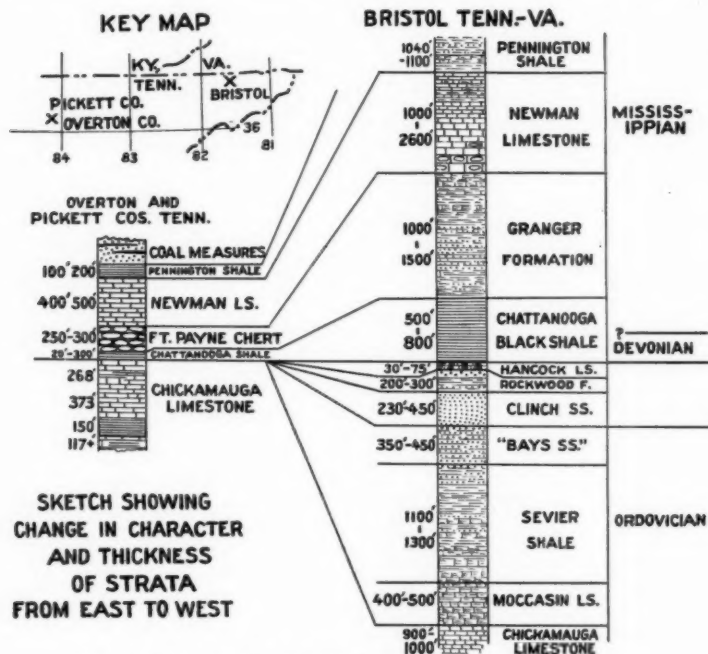 KEY MAP
KY. VA.
TENN.
BRISTOL
PICKETT CO.
OVERTON CO.
36
84 83 82 81
OVERTON AND
PICKETT COS. TENN.
COAL MEASURES
100' 200' PENNINGTON SHALE
400'-500' NEWMAN LS.
250'-300' FT. PAYNE CHERT
CHATTANOOGA SHALE
268'
373' CHICKAMAUGA
LIMESTONE
150'
117+'
SKETCH SHOWING
CHANGE IN CHARACTER
AND THICKNESS
OF STRATA
FROM EAST TO WEST
BRISTOL TENN.-VA.
1040' PENNINGTON
-1100' SHALE
1000' NEWMAN
2600' LIMESTONE
MISSISS-
IPPIAN
1000' GRANGER
1500' FORMATION
500' CHATTANOOGA
800' BLACK SHALE
?
DEVONIAN
30'-75' HANCOCK LS.
200'-300' ROCKWOOD F.
230'-450' CLINCH SS.
350'-450' "BAYS SS."
1100' SEVIER
1300' SHALE
ORDOVICIAN
400'-500' MOCCASIN LS.
900'- CHICKAMAUGA
1000' LIMESTONE